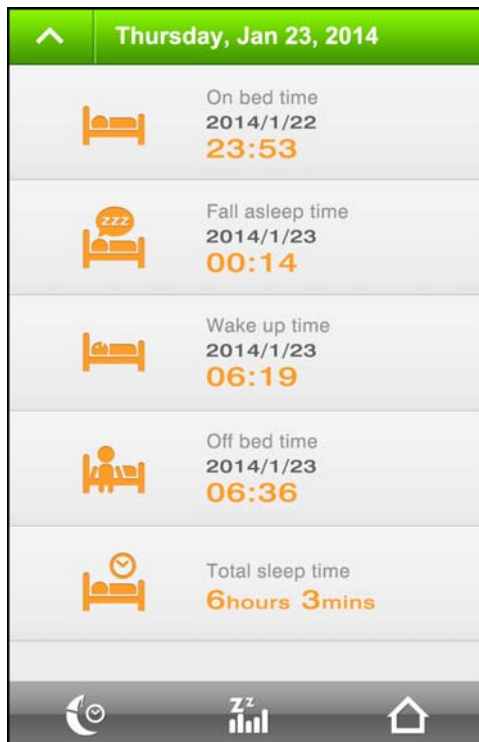 Thursday, Jan 23, 2014
On bed time
2014/1/22
23:53
zzz
Fall asleep time
2014/1/23
00:14
Wake up time
2014/1/23
06:19
Off bed time
2014/1/23
06:36
Total sleep time
6hours 3mins
Zz